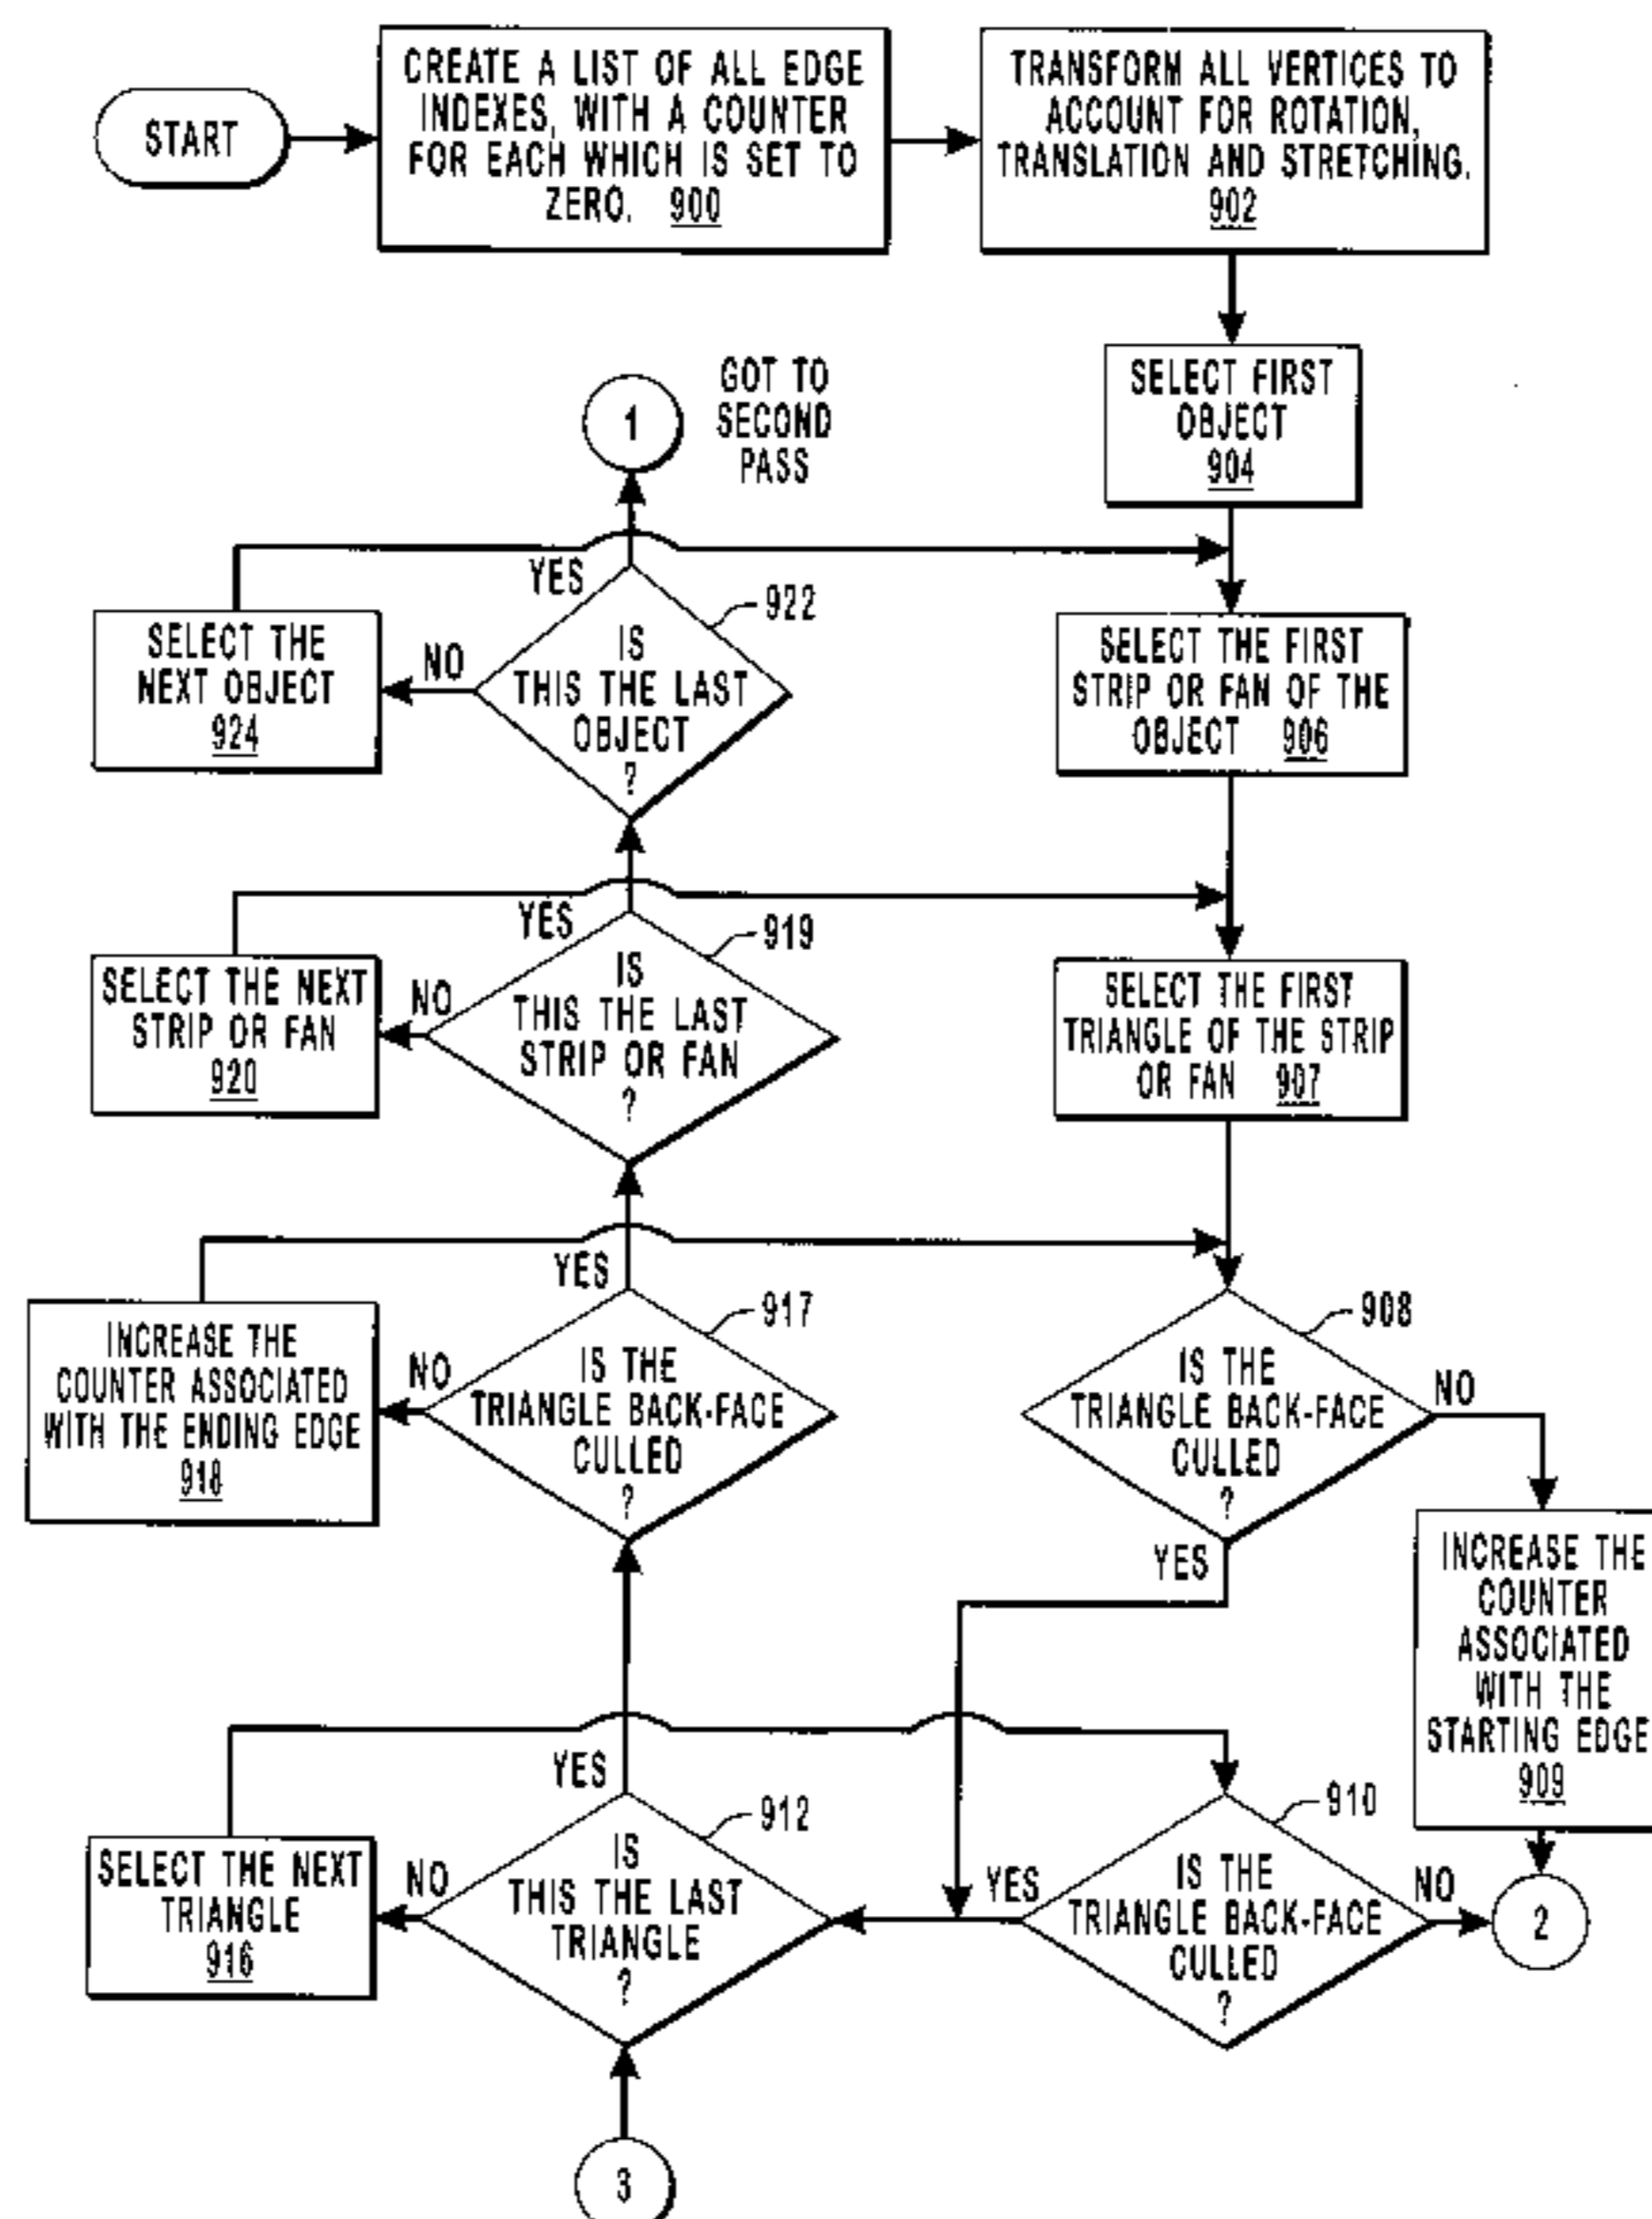 START
CREATE A LIST OF ALL EDGE
INDEXES, WITH A COUNTER
FOR EACH WHICH IS SET TO
ZERO. 900
TRANSFORM ALL VERTICES TO
ACCOUNT FOR ROTATION,
TRANSLATION AND STRETCHING.
902
SELECT FIRST
OBJECT
904
1
GOT TO
SECOND
PASS
YES
922
IS
THIS THE LAST
OBJECT
?
NO
SELECT THE
NEXT OBJECT
924
SELECT THE FIRST
STRIP OR FAN OF THE
OBJECT 906
YES
919
IS
THIS THE LAST
STRIP OR FAN
?
NO
SELECT THE NEXT
STRIP OR FAN
920
SELECT THE FIRST
TRIANGLE OF THE STRIP
OR FAN 907
YES
917
IS THE
TRIANGLE BACK-FACE
CULLED
?
NO
INCREASE THE
COUNTER ASSOCIATED
WITH THE ENDING EDGE
918
908
IS THE
TRIANGLE BACK-FACE
CULLED
?
NO
YES
INCREASE THE
COUNTER
ASSOCIATED
WITH THE
STARTING EDGE
909
YES
912
IS
THIS THE LAST
TRIANGLE
?
NO
SELECT THE NEXT
TRIANGLE
916
910
YES
IS THE
TRIANGLE BACK-FACE
CULLED
?
NO
2
3